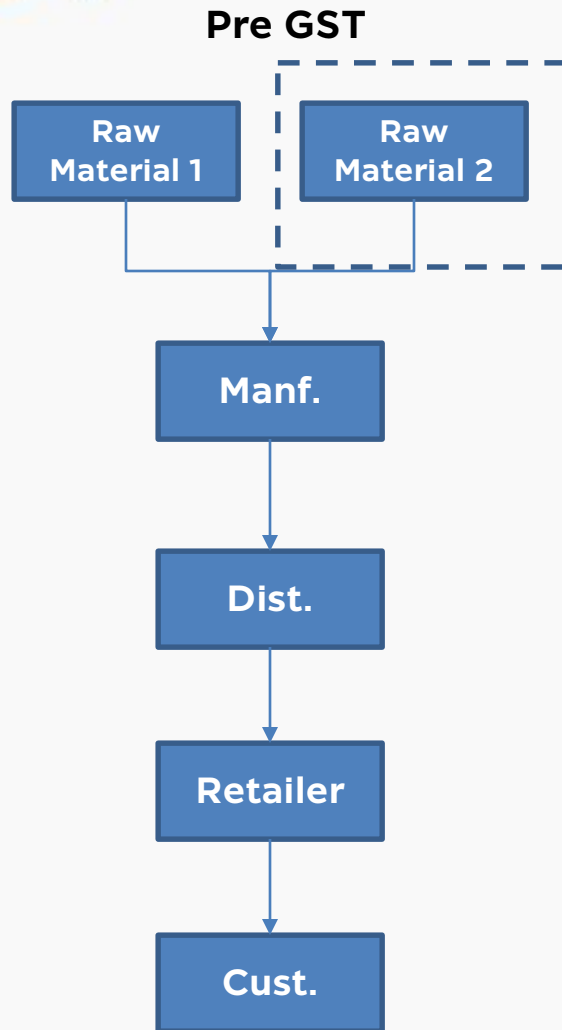 Pre GST
Raw
Material 1
Raw
Material 2
Manf.
Dist.
Retailer
Cust.